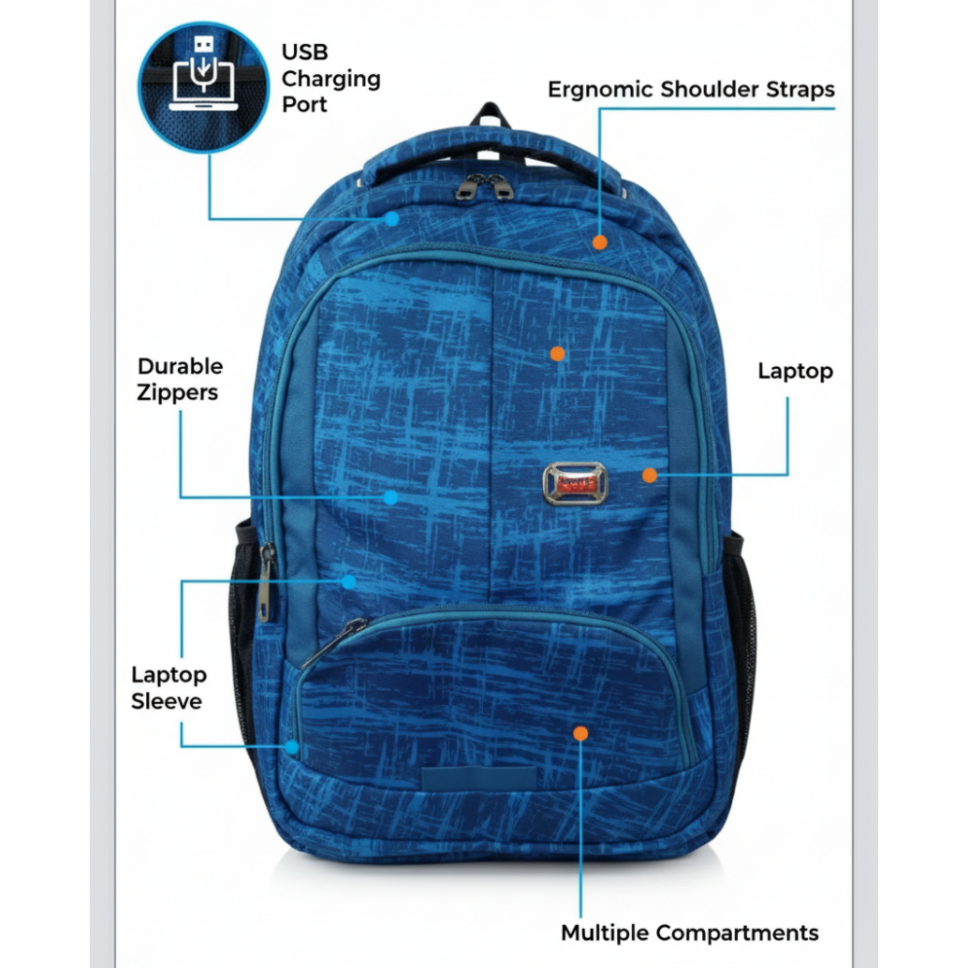 USB
Charging
Port
Ergnomic Shoulder Straps
Durable
Zippers
Laptop
Laptop
Sleeve
Multiple Compartments